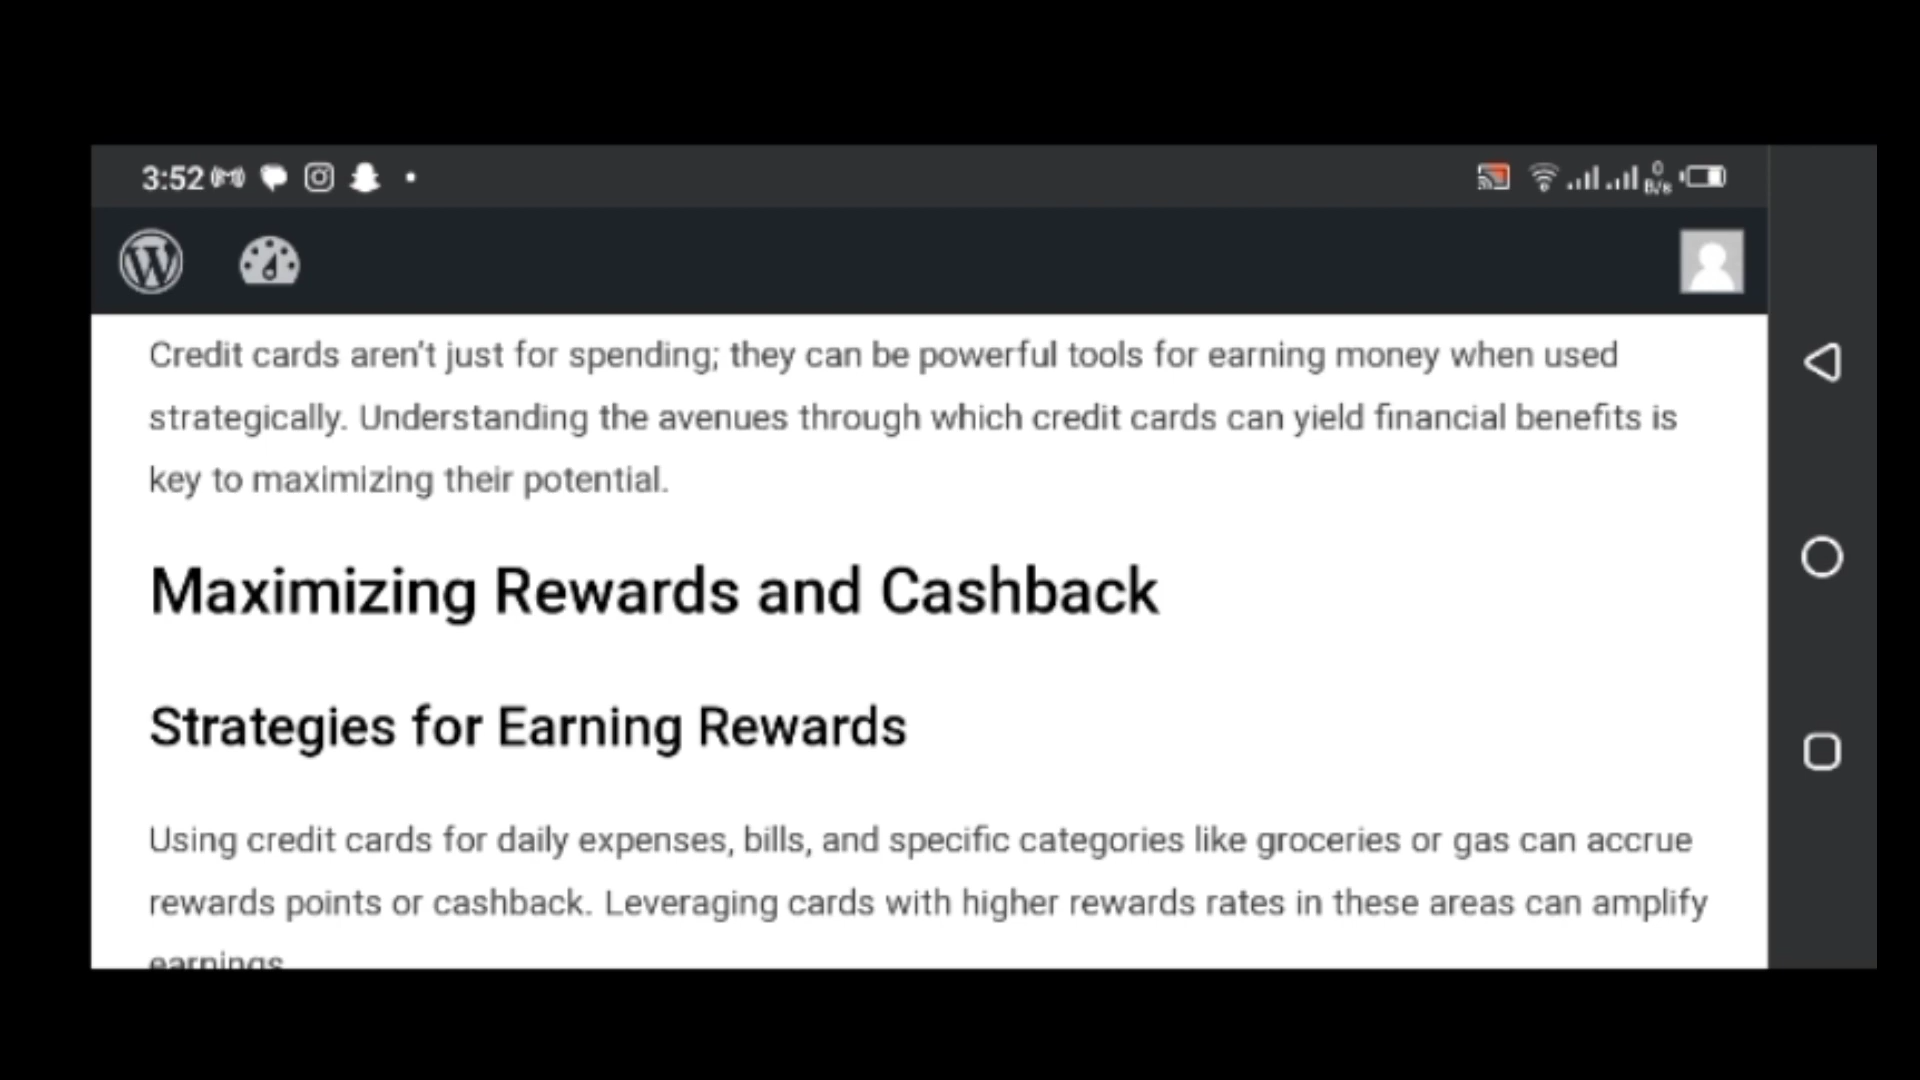 3:52
0
B/s
Credit cards aren't just for spending; they can be powerful tools for earning money when used
strategically. Understanding the avenues through which credit cards can yield financial benefits is
key to maximizing their potential.
Maximizing Rewards and Cashback
Strategies for Earning Rewards
Using credit cards for daily expenses, bills, and specific categories like groceries or gas can accrue
rewards points or cashback. Leveraging cards with higher rewards rates in these areas can amplify
earnings.